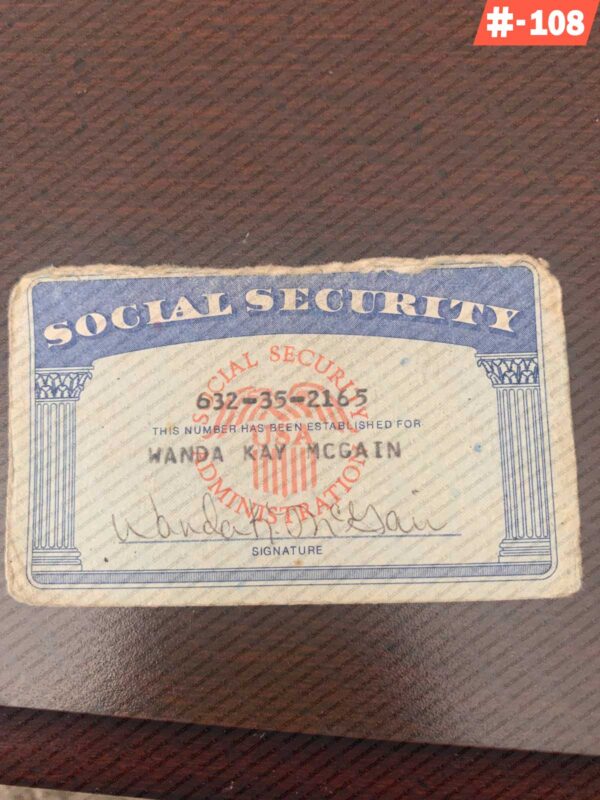 #-108
SOCIAL SECURITY
SOCIAL SECURITY
632-35-2165
THIS NUMBER HAS BEEN ESTABLISHED FOR
WANDA KAY MCGAIN
USA
ADMINISTRATION
Wanda K McGain
SIGNATURE